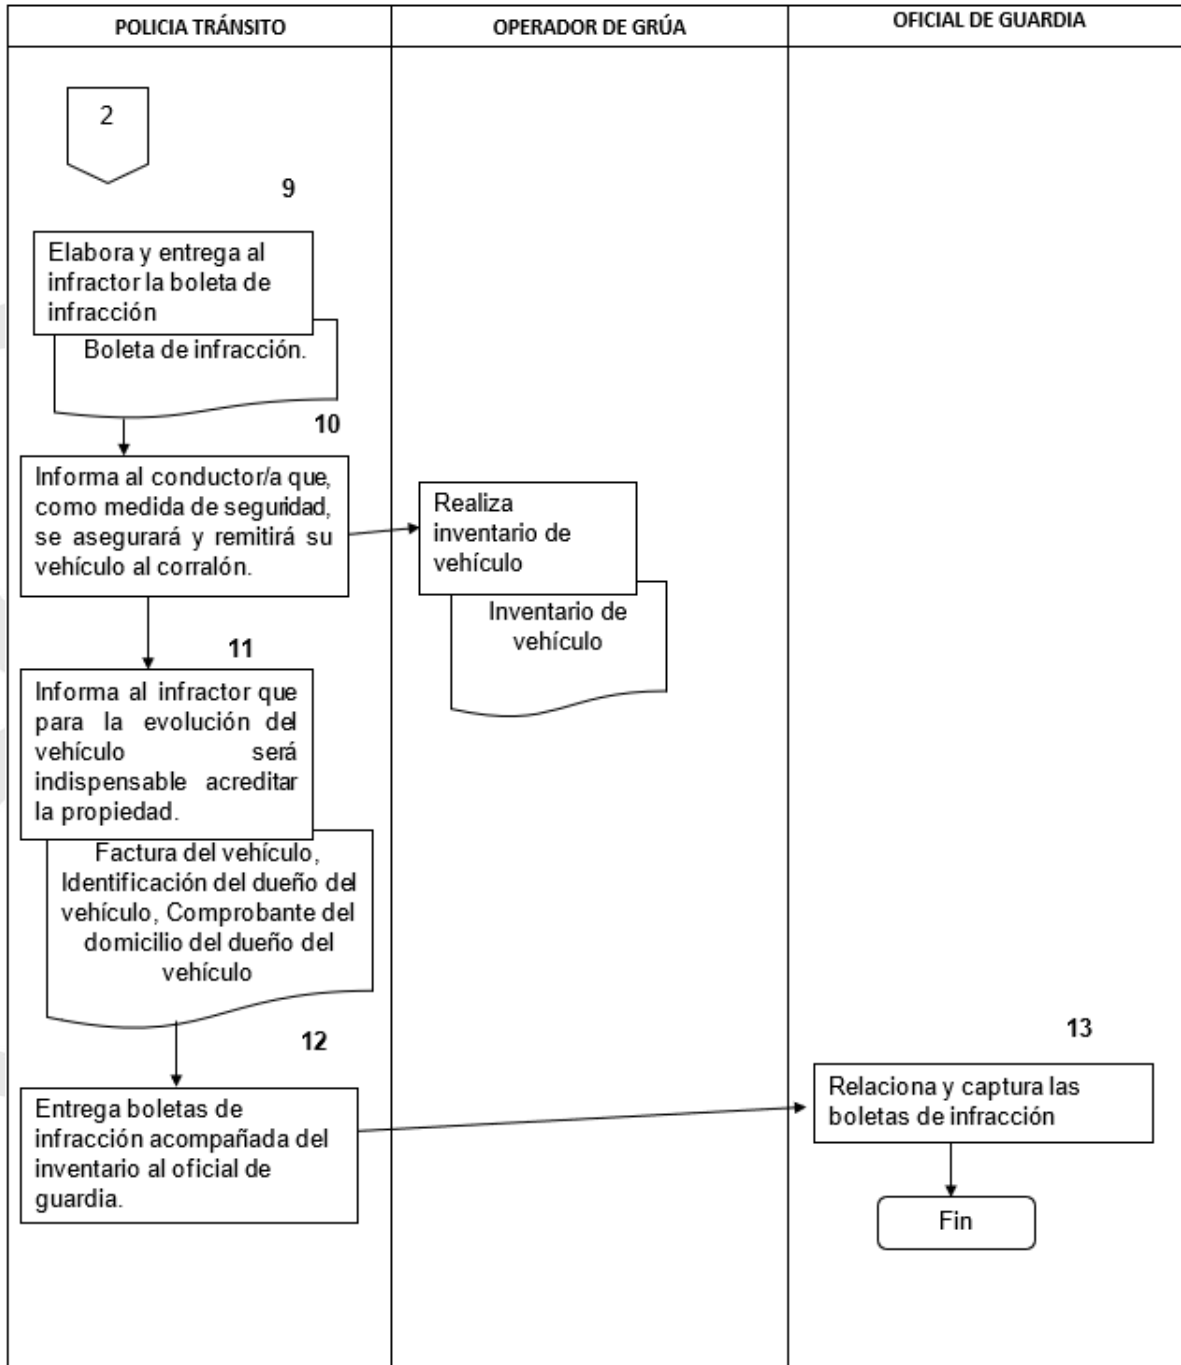 POLICIA TRÁNSITO
OPERADOR DE GRÚA
OFICIAL DE GUARDIA
2
9
Elabora y entrega al
infractor la boleta de
infracción
Boleta de infracción.
10
Informa al conductor/a que,
como medida de seguridad,
se asegurará y remitirá su
vehículo al corralón.
Realiza
inventario de
vehículo
Inventario de
vehículo
11
Informa al infractor que
para la evolución del
vehículo será
indispensable acreditar
la propiedad.
Factura del vehículo,
Identificación del dueño del
vehículo, Comprobante del
domicilio del dueño del
vehículo
12
Entrega boletas de
infracción acompañada del
inventario al oficial de
guardia.
13
Relaciona y captura las
boletas de infracción
Fin